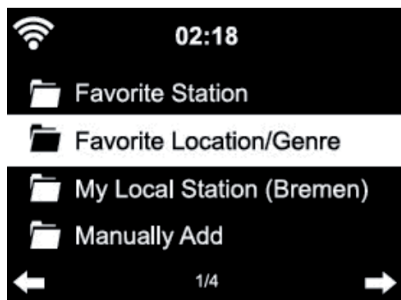 02:18
Favorite Station
Favorite Location/Genre
My Local Station (Bremen)
Manually Add
1/4